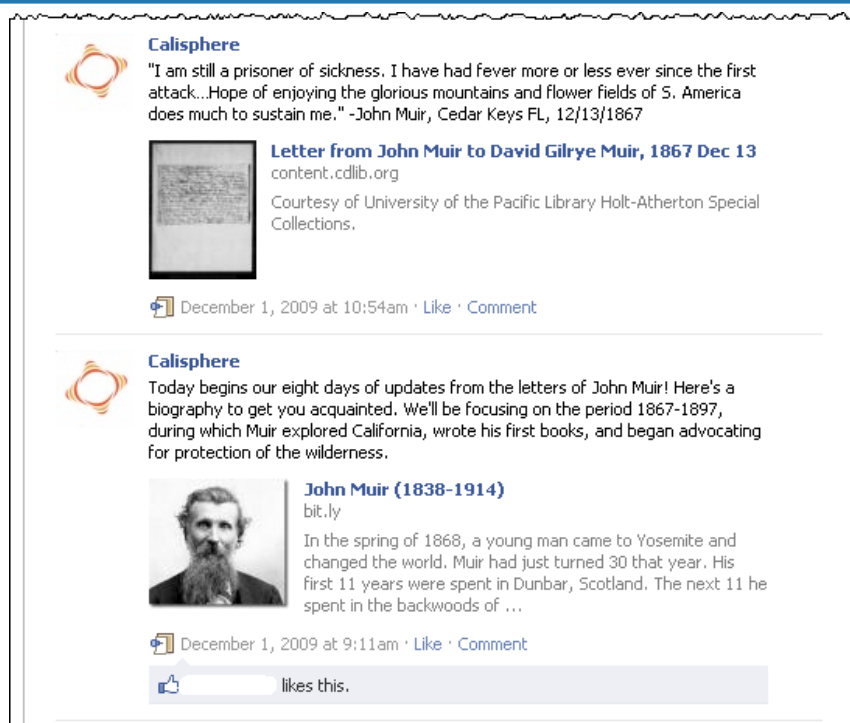 Calisphere
"I am still a prisoner of sickness. I have had fever more or less ever since the first
attack...Hope of enjoying the glorious mountains and flower fields of S. America
does much to sustain me." -John Muir, Cedar Keys FL, 12/13/1867
Letter from John Muir to David Gilrye Muir, 1867 Dec 13
content.cdlib.org
Courtesy of University of the Pacific Library Holt-Atherton Special
Collections.
December 1, 2009 at 10:54am · Like · Comment
Calisphere
Today begins our eight days of updates from the letters of John Muir! Here's a
biography to get you acquainted. We'll be focusing on the period 1867-1897,
during which Muir explored California, wrote his first books, and began advocating
for protection of the wilderness.
John Muir (1838-1914)
bit.ly
In the spring of 1868, a young man came to Yosemite and
changed the world. Muir had just turned 30 that year. His
first 11 years were spent in Dunbar, Scotland. The next 11 he
spent in the backwoods of ...
December 1, 2009 at 9:11am · Like · Comment
likes this.